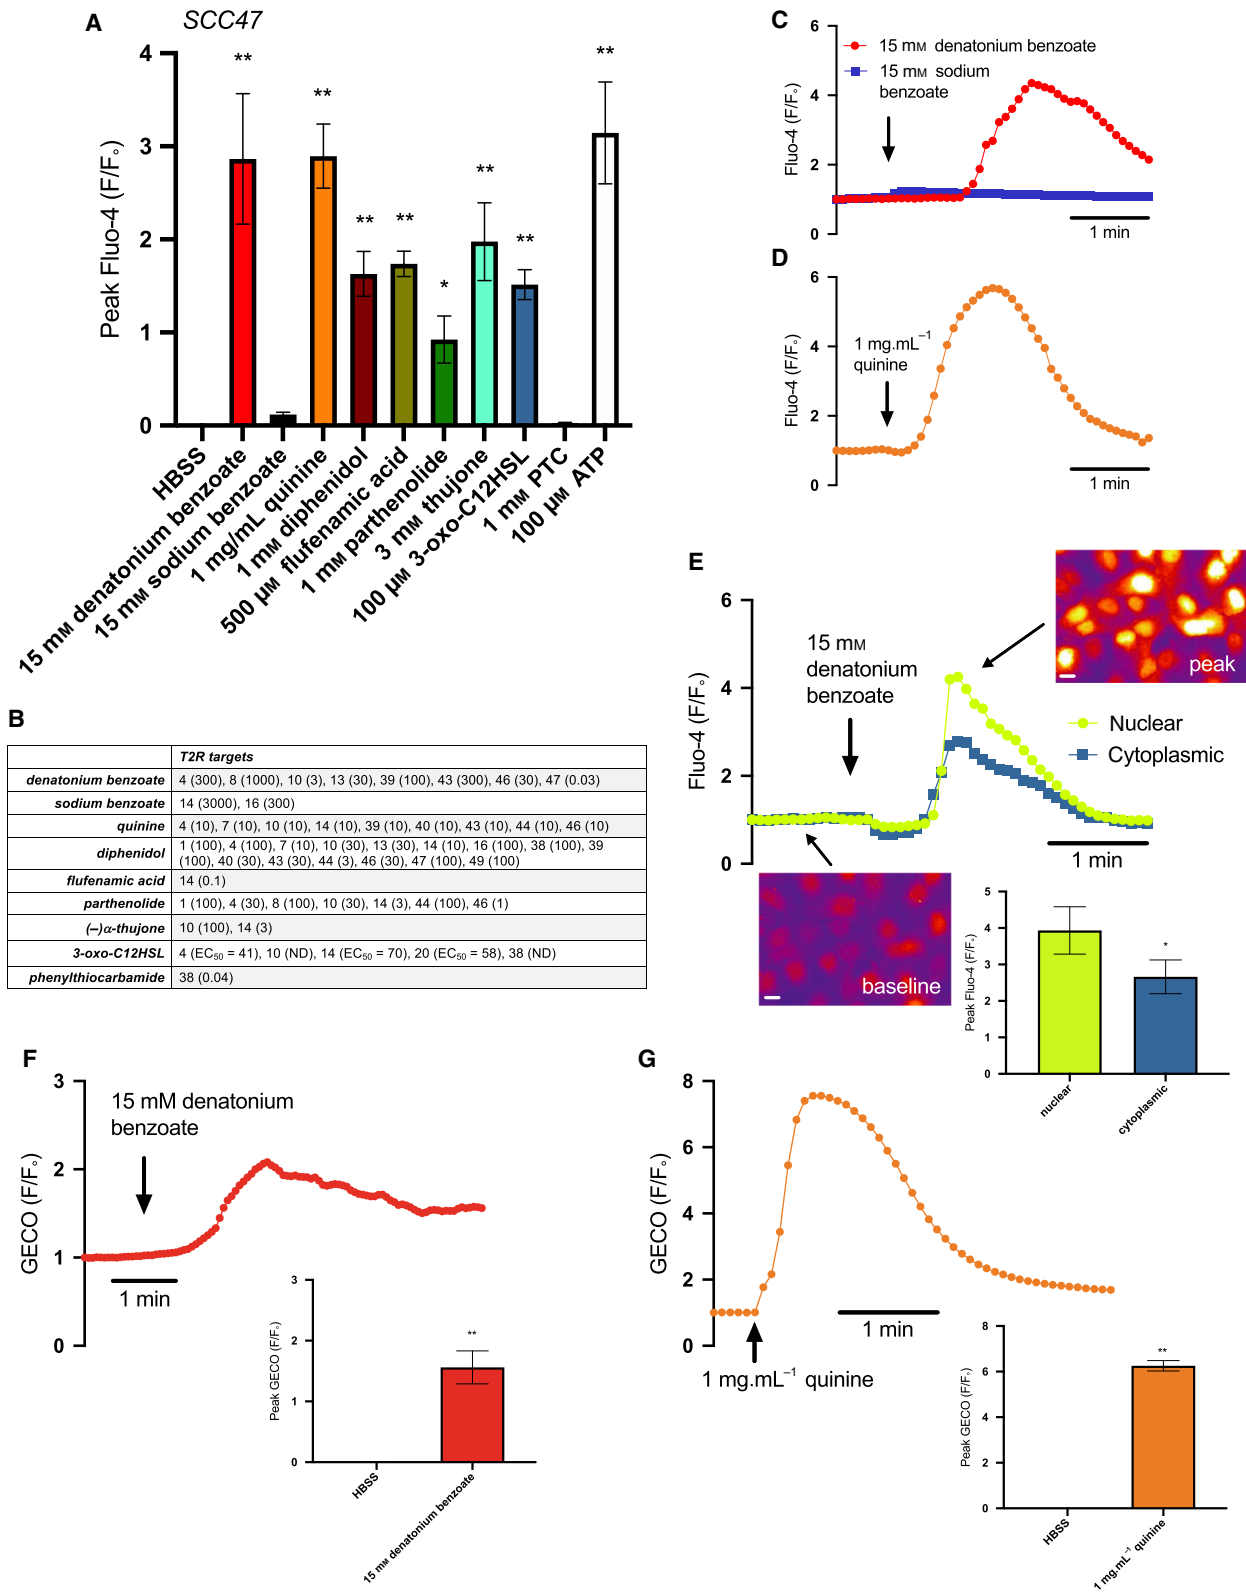 A
SCC47
Peak Fluo-4 (F/F°)
4
3
2
1
0
**
**
**
**
*
**
**
**
HBSS
15 mM denatonium benzoate
15 mM sodium benzoate
1 mg/mL quinine
1 mM diphenidol
500 µM flufenamic acid
1 mM parthenolide
3 mM thujone
100 µM 3-oxo-C12HSL
1 mM PTC
100 µM ATP
B
T2R targets
denatonium benzoate 4 (300), 8 (1000), 10 (3), 13 (30), 39 (100), 43 (300), 46 (30), 47 (0.03)
sodium benzoate 14 (3000), 16 (300)
quinine 4 (10), 7 (10), 10 (10), 14 (10), 39 (10), 40 (10), 43 (10), 44 (10), 46 (10)
diphenidol 1 (100), 4 (100), 7 (10), 10 (30), 13 (30), 14 (10), 16 (100), 38 (100), 39
(100), 40 (30), 43 (30), 44 (3), 46 (30), 47 (100), 49 (100)
flufenamic acid 14 (0.1)
parthenolide 1 (100), 4 (30), 8 (100), 10 (30), 14 (3), 44 (100), 46 (1)
(–)α-thujone 10 (100), 14 (3)
3-oxo-C12HSL 4 (EC50 = 41), 10 (ND), 14 (EC50 = 70), 20 (EC50 = 58), 38 (ND)
phenylthiocarbamide 38 (0.04)
C
Fluo-4 (F/F°)
6
4
2
0
15 mM denatonium benzoate
15 mM sodium
benzoate
1 min
D
Fluo-4 (F/F°)
6
4
2
0
1 mg.mL–1
quinine
1 min
E
Fluo-4 (F/F°)
6
4
2
0
15 mM
denatonium
benzoate
peak
Nuclear
Cytoplasmic
1 min
baseline
Peak Fluo-4 (F/F°)
5
4
3
2
1
0
*
nuclear
cytoplasmic
F
GECO (F/F°)
3
2
1
0
15 mM denatonium
benzoate
1 min
Peak GECO (F/F°)
3
2
1
0
**
HBSS
15 mM denatonium benzoate
G
GECO (F/F°)
8
6
4
2
0
1 min
1 mg.mL–1 quinine
Peak GECO (F/F°)
8
6
4
2
0
**
HBSS
1 mg.mL–1 quinine